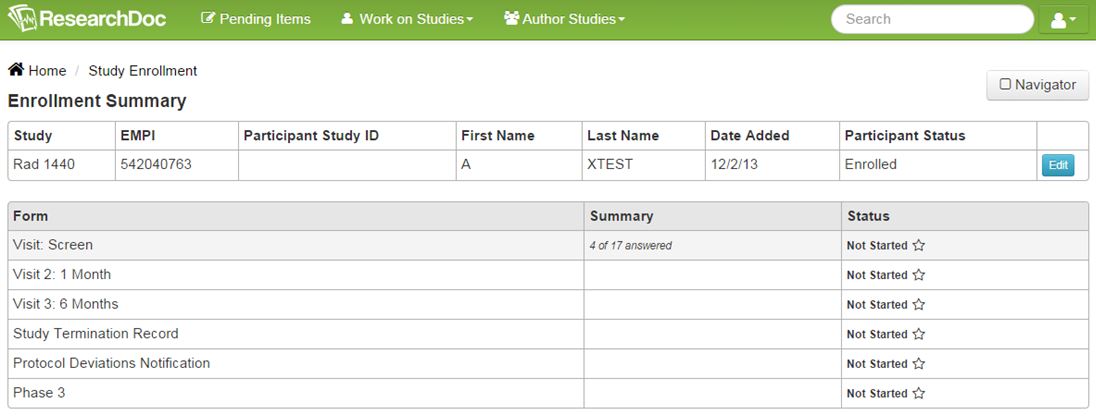 ResearchDoc Pending Items Work on Studies Author Studies Search
Home / Study Enrollment
Navigator
Enrollment Summary
Study EMPI Participant Study ID First Name Last Name Date Added Participant Status
Rad 1440 542040763 A XTEST 12/2/13 Enrolled Edit
Form Summary Status
Visit: Screen 4 of 17 answered Not Started
Visit 2: 1 Month Not Started
Visit 3: 6 Months Not Started
Study Termination Record Not Started
Protocol Deviations Notification Not Started
Phase 3 Not Started